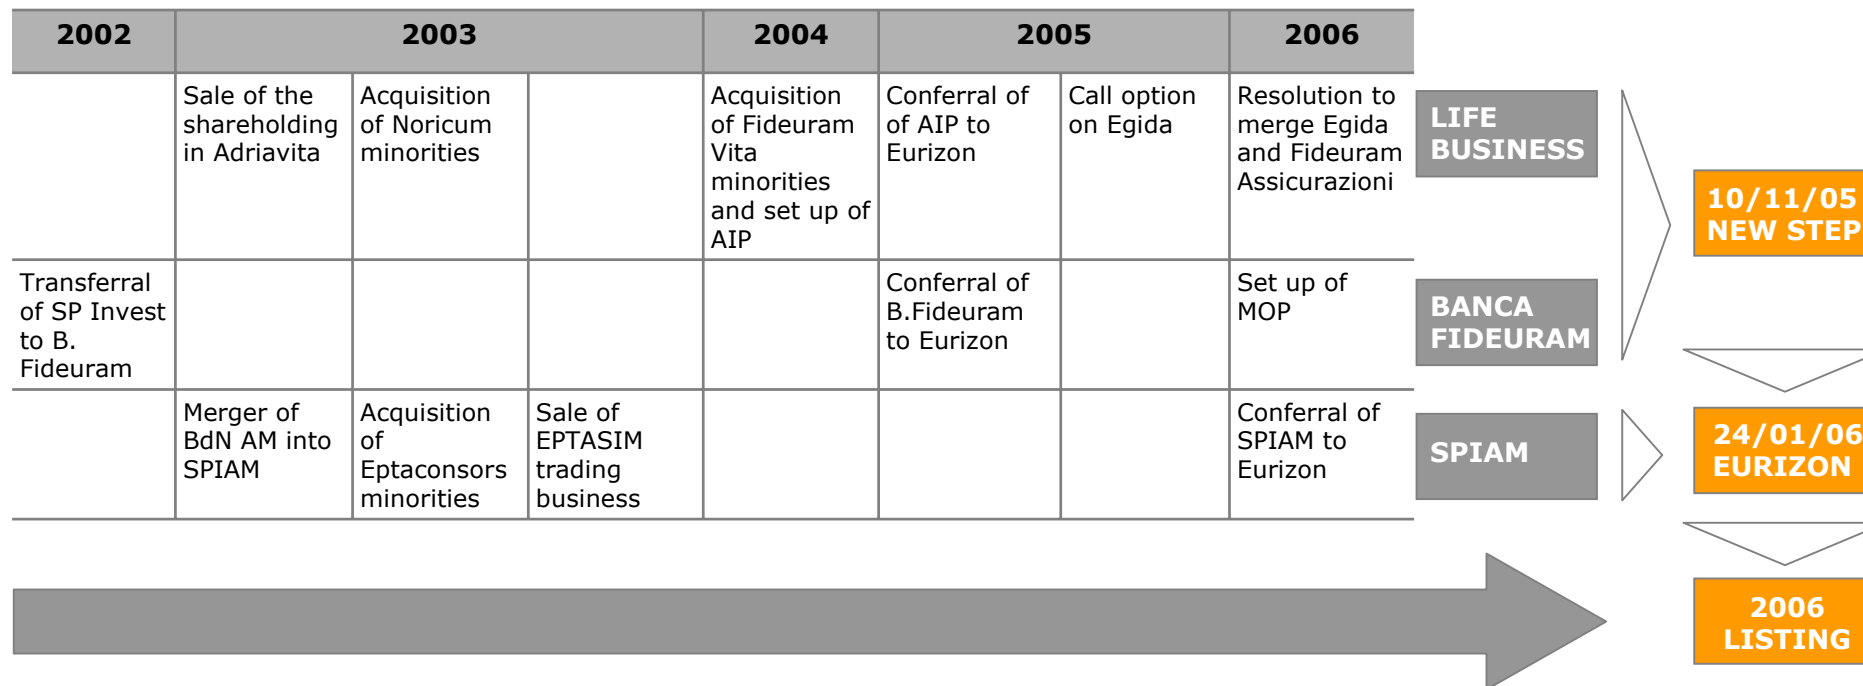 2002
2003
2004
2005
2006
Sale of the
shareholding
in Adriavita
Acquisition
of Noricum
minorities
Acquisition
of Fideuram
Vita
minorities
and set up of
AIP
Conferral of
of AIP to
Eurizon
Call option
on Egida
Resolution to
merge Egida
and Fideuram
Assicurazioni
LIFE
BUSINESS
10/11/05
NEW STEP
Transferral
of SP Invest
to B.
Fideuram
Conferral of
B.Fideuram
to Eurizon
Set up of
MOP
BANCA
FIDEURAM
Merger of
BdN AM into
SPIAM
Acquisition
of
Eptaconsors
minorities
Sale of
EPTASIM
trading
business
Conferral of
SPIAM to
Eurizon
SPIAM
24/01/06
EURIZON
2006
LISTING